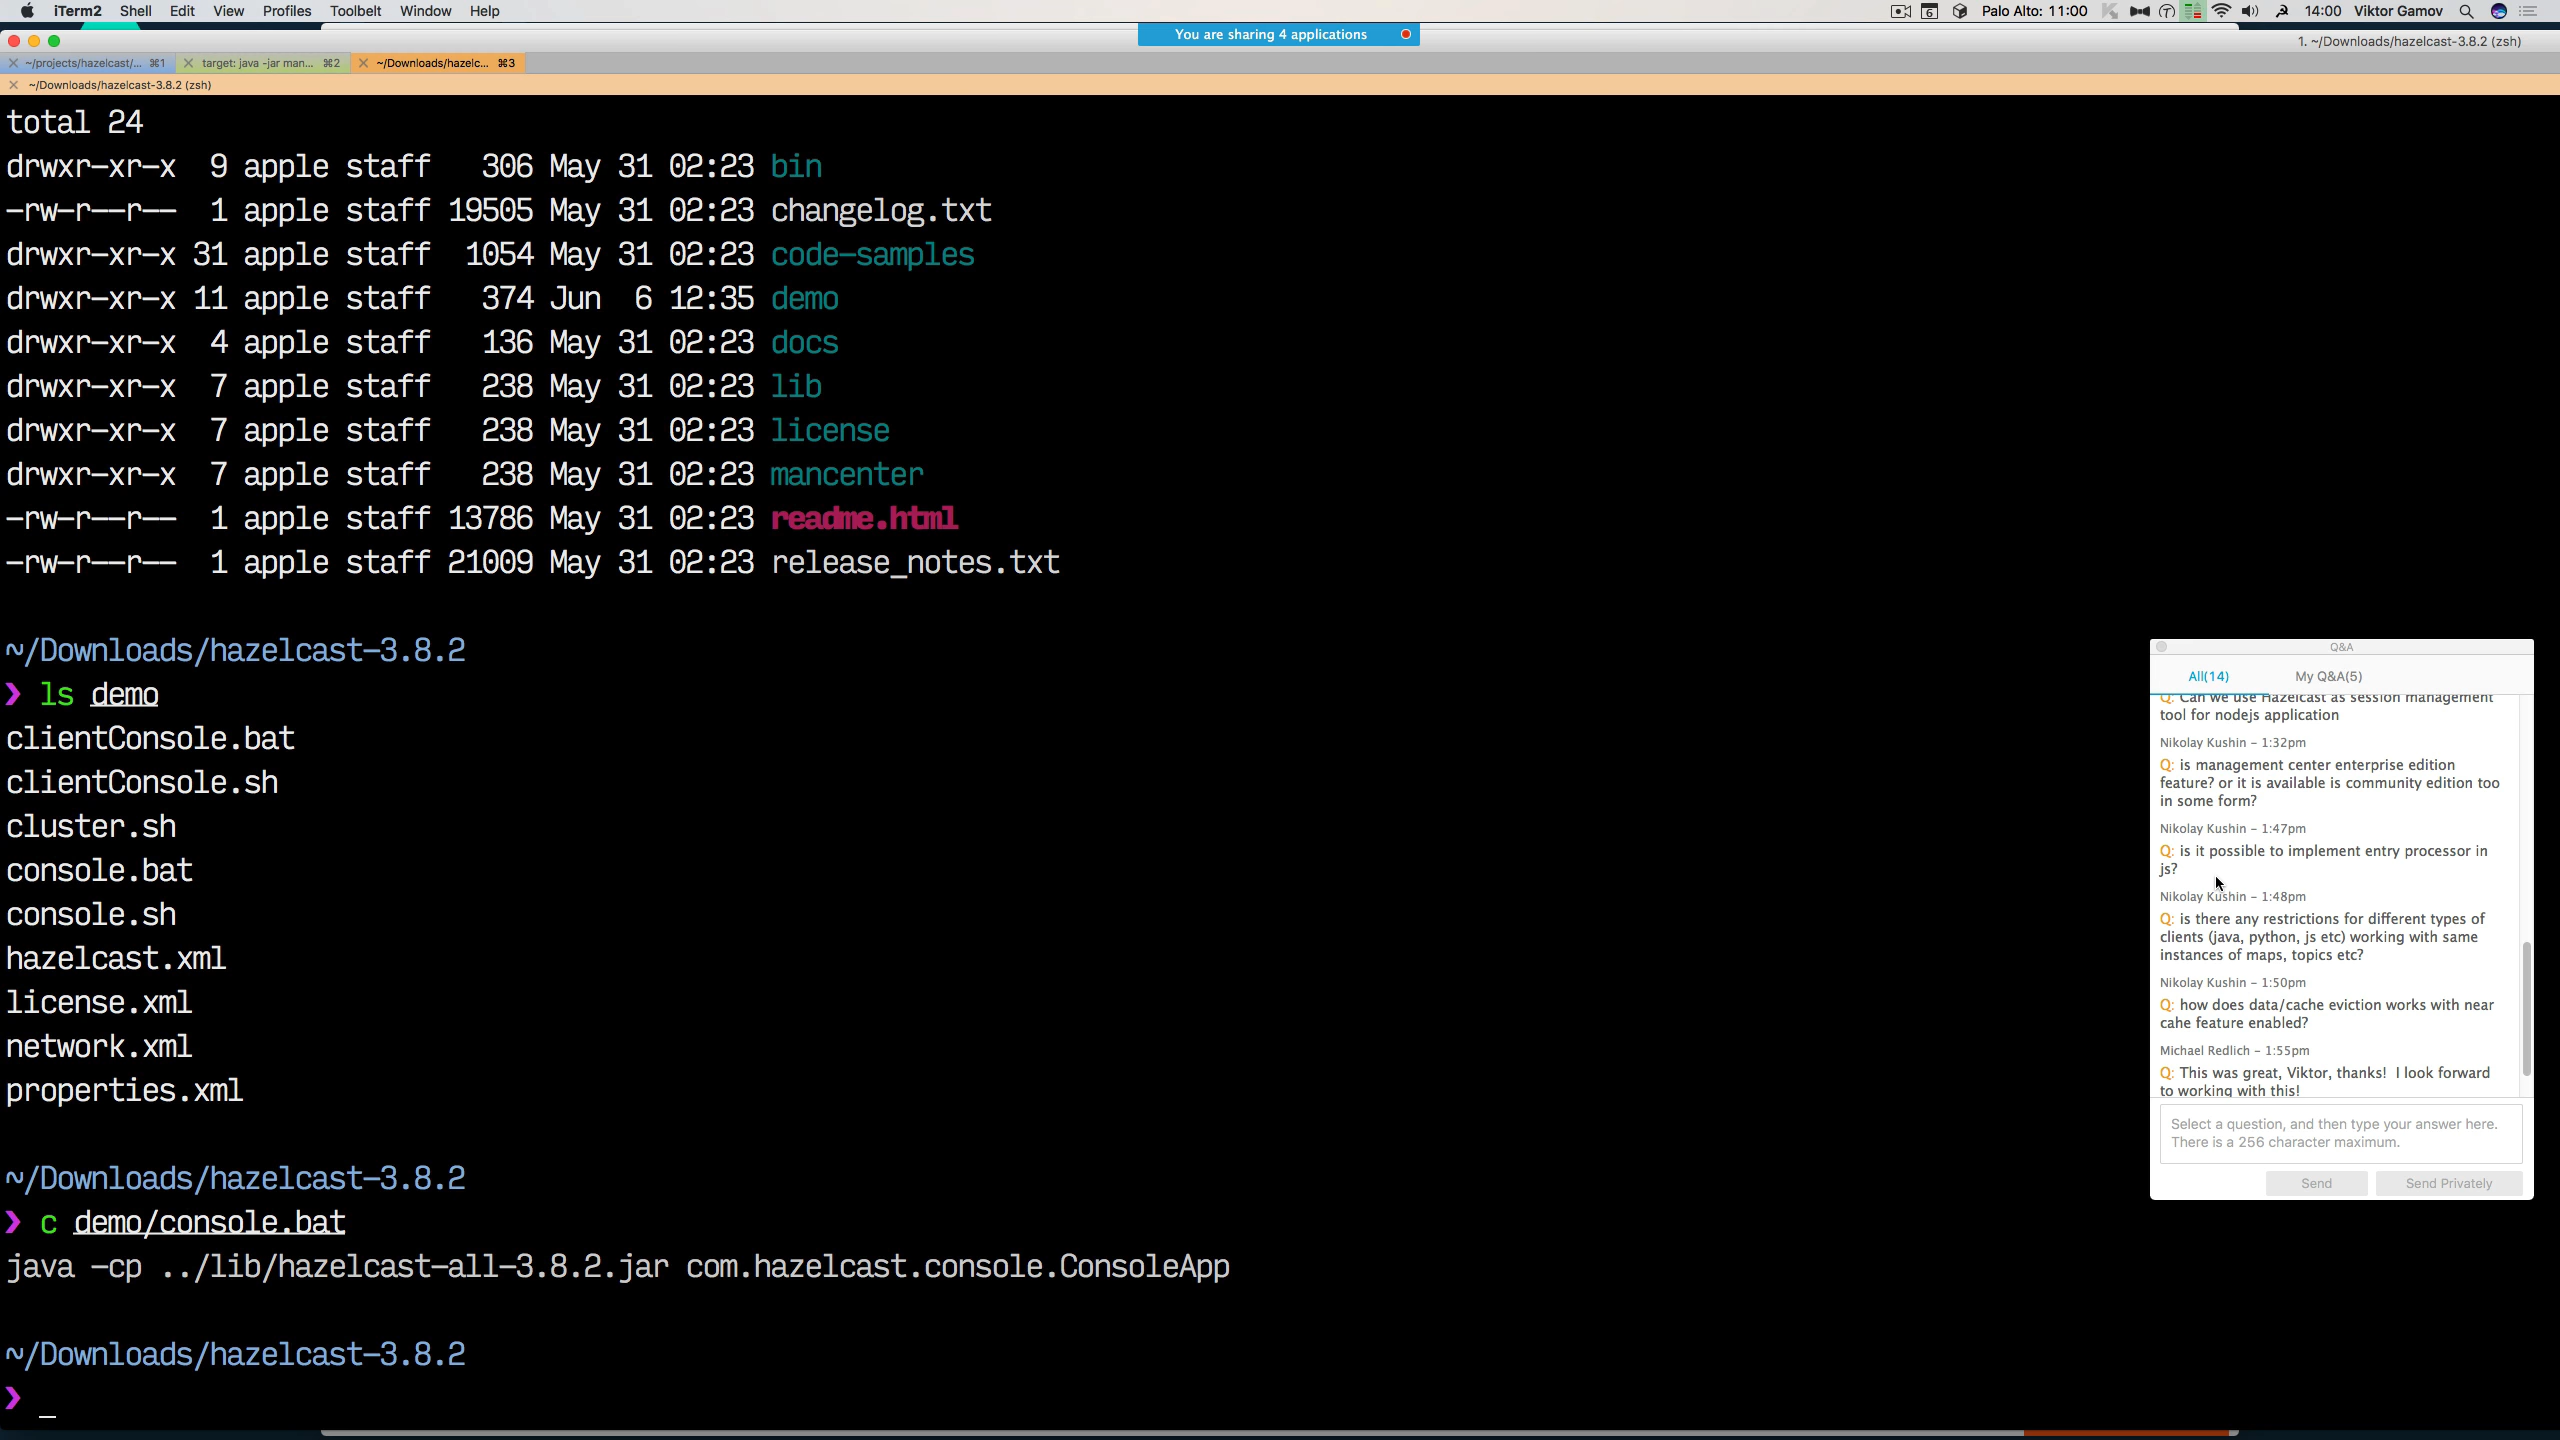 iTerm2 Shell Edit View Profiles Toolbelt Window Help
6 Palo Alto: 11:00 14:00 Viktor Gamov
You are sharing 4 applications
1. ~/Downloads/hazelcast-3.8.2 (zsh)
~/projects/hazelcast/... ⌘1 target: java -jar man... ⌘2 ~/Downloads/hazelc... ⌘3
~/Downloads/hazelcast-3.8.2 (zsh)
total 24
drwxr-xr-x 9 apple staff 306 May 31 02:23 bin
-rw-r--r-- 1 apple staff 19505 May 31 02:23 changelog.txt
drwxr-xr-x 31 apple staff 1054 May 31 02:23 code-samples
drwxr-xr-x 11 apple staff 374 Jun 6 12:35 demo
drwxr-xr-x 4 apple staff 136 May 31 02:23 docs
drwxr-xr-x 7 apple staff 238 May 31 02:23 lib
drwxr-xr-x 7 apple staff 238 May 31 02:23 license
drwxr-xr-x 7 apple staff 238 May 31 02:23 mancenter
-rw-r--r-- 1 apple staff 13786 May 31 02:23 readme.html
-rw-r--r-- 1 apple staff 21009 May 31 02:23 release_notes.txt
~/Downloads/hazelcast-3.8.2
❯ ls demo
clientConsole.bat
clientConsole.sh
cluster.sh
console.bat
console.sh
hazelcast.xml
license.xml
network.xml
properties.xml
~/Downloads/hazelcast-3.8.2
❯ c demo/console.bat
java -cp ../lib/hazelcast-all-3.8.2.jar com.hazelcast.console.ConsoleApp
~/Downloads/hazelcast-3.8.2
❯ _
Q&A
All(14) My Q&A(5)
Q: Can we use Hazelcast as session management
tool for nodejs application
Nikolay Kushin - 1:32pm
Q: is management center enterprise edition
feature? or it is available is community edition too
in some form?
Nikolay Kushin - 1:47pm
Q: is it possible to implement entry processor in
js?
Nikolay Kushin - 1:48pm
Q: is there any restrictions for different types of
clients (java, python, js etc) working with same
instances of maps, topics etc?
Nikolay Kushin - 1:50pm
Q: how does data/cache eviction works with near
cahe feature enabled?
Michael Redlich - 1:55pm
Q: This was great, Viktor, thanks! I look forward
to working with this!
Select a question, and then type your answer here.
There is a 256 character maximum.
Send Send Privately